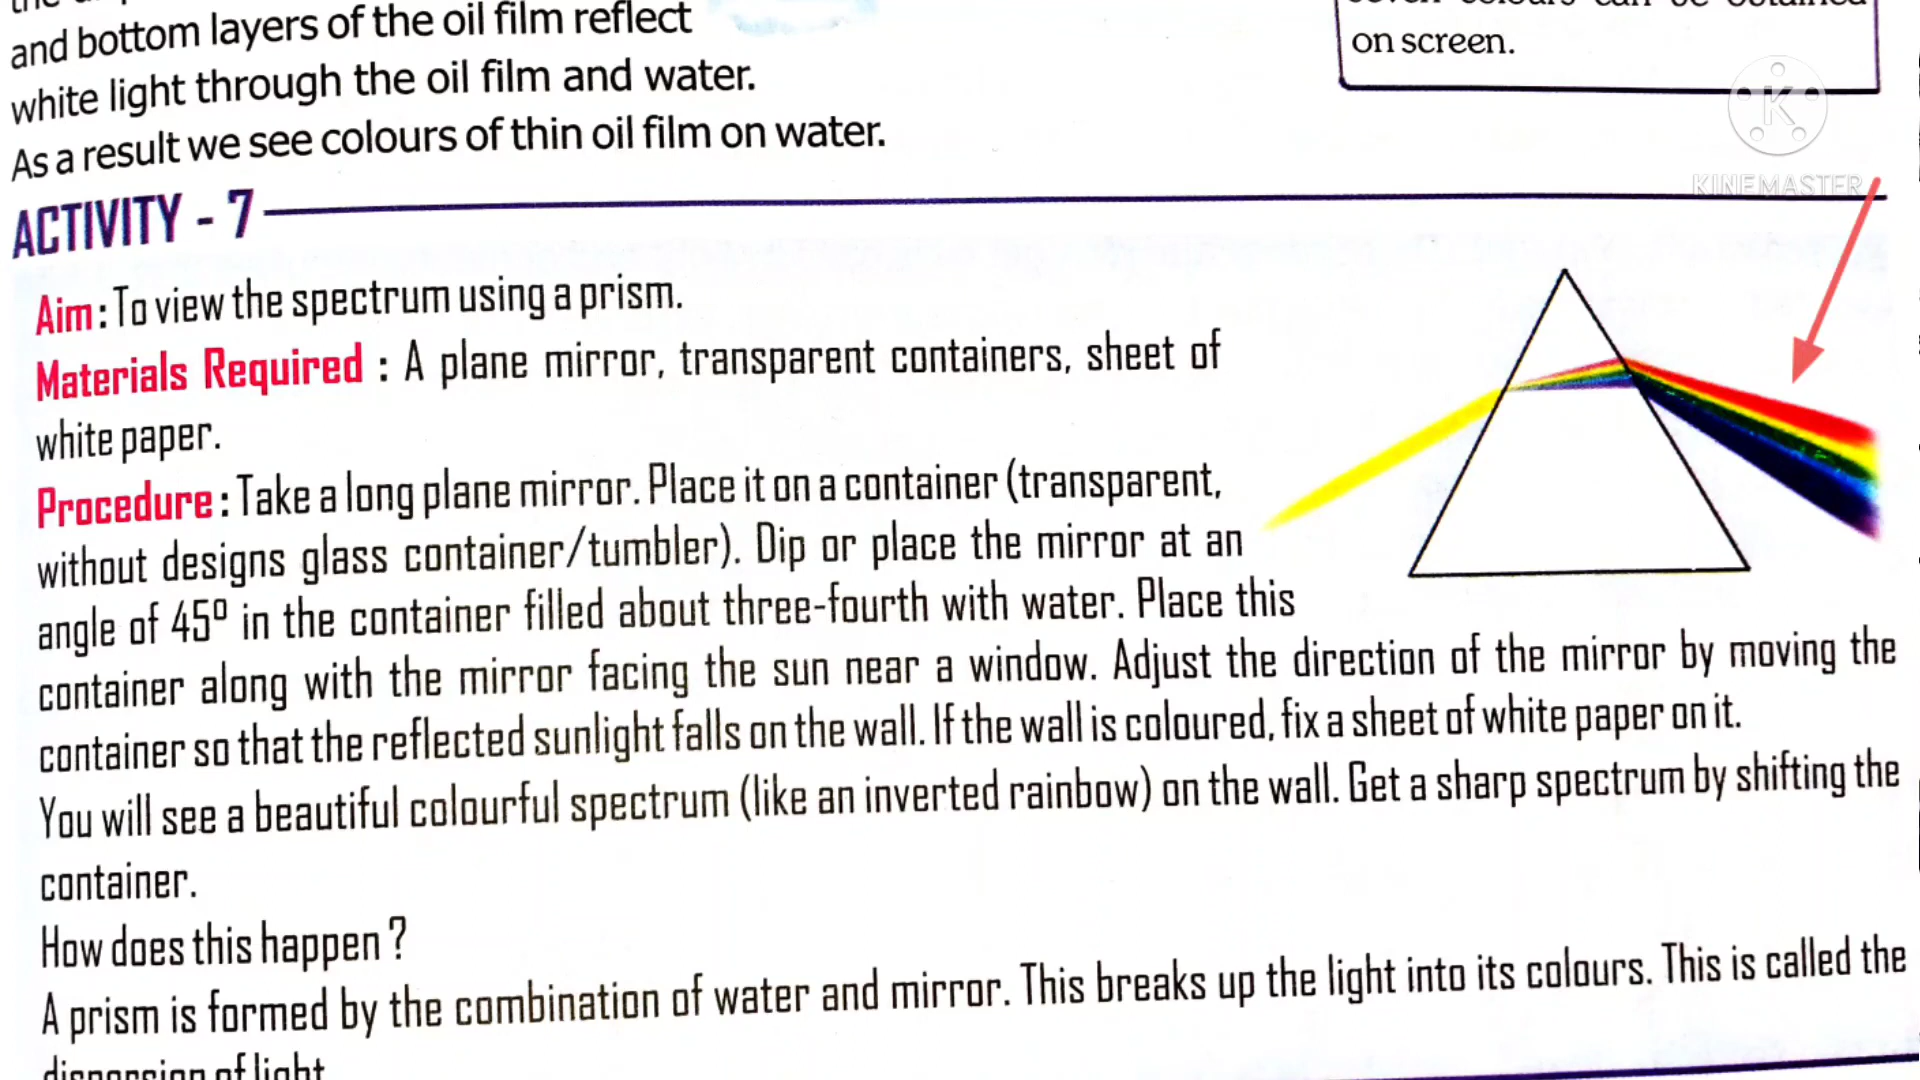 and bottom layers of the oil film reflect
white light through the oil film and water.
As a result we see colours of thin oil film on water.
on screen.
K
KINEMASTER
ACTIVITY - 7
Aim : To view the spectrum using a prism.
Materials Required : A plane mirror, transparent containers, sheet of
white paper.
Procedure : Take a long plane mirror. Place it on a container (transparent,
without designs glass container/tumbler). Dip or place the mirror at an
angle of 45º in the container filled about three-fourth with water. Place this
container along with the mirror facing the sun near a window. Adjust the direction of the mirror by moving the
container so that the reflected sunlight falls on the wall. If the wall is coloured, fix a sheet of white paper on it.
You will see a beautiful colourful spectrum (like an inverted rainbow) on the wall. Get a sharp spectrum by shifting the
container.
How does this happen ?
A prism is formed by the combination of water and mirror. This breaks up the light into its colours. This is called the
dispersion of light